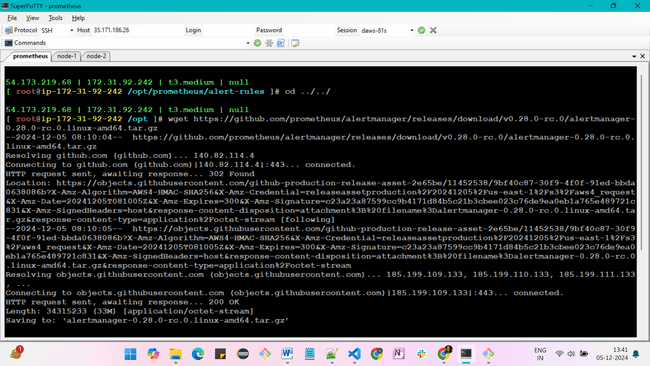 SuperPuTTY - prometheus
File View Tools Help
Protocol SSH Host 35.171.186.26 Login Password Session daws-81s
Commands
prometheus node-1 node-2
54.173.219.68 | 172.31.92.242 | t3.medium | null
[ root@ip-172-31-92-242 /opt/prometheus/alert-rules ]# cd ../../
54.173.219.68 | 172.31.92.242 | t3.medium | null
[ root@ip-172-31-92-242 /opt ]# wget https://github.com/prometheus/alertmanager/releases/download/v0.28.0-rc.0/alertmanager-
0.28.0-rc.0.linux-amd64.tar.gz
--2024-12-05 08:10:04-- https://github.com/prometheus/alertmanager/releases/download/v0.28.0-rc.0/alertmanager-0.28.0-rc.0.
linux-amd64.tar.gz
Resolving github.com (github.com)... 140.82.114.4
Connecting to github.com (github.com)|140.82.114.4|:443... connected.
HTTP request sent, awaiting response... 302 Found
Location: https://objects.githubusercontent.com/github-production-release-asset-2e65be/11452538/9bf40c87-30f9-4f0f-91ed-bbda
0638086b?X-Amz-Algorithm=AWS4-HMAC-SHA256&X-Amz-Credential=releaseassetproduction%2F20241205%2Fus-east-1%2Fs3%2Faws4_request
&X-Amz-Date=20241205T081005Z&X-Amz-Expires=300&X-Amz-Signature=c23a23a87599cc9b4171d84b5c21b3cbee023c76de9ea0eb1a765e489721c
831&X-Amz-SignedHeaders=host&response-content-disposition=attachment%3B%20filename%3Dalertmanager-0.28.0-rc.0.linux-amd64.ta
r.gz&response-content-type=application%2Foctet-stream [following]
--2024-12-05 08:10:05-- https://objects.githubusercontent.com/github-production-release-asset-2e65be/11452538/9bf40c87-30f9
-4f0f-91ed-bbda0638086b?X-Amz-Algorithm=AWS4-HMAC-SHA256&X-Amz-Credential=releaseassetproduction%2F20241205%2Fus-east-1%2Fs3
%2Faws4_request&X-Amz-Date=20241205T081005Z&X-Amz-Expires=300&X-Amz-Signature=c23a23a87599cc9b4171d84b5c21b3cbee023c76de9ea0
eb1a765e489721c831&X-Amz-SignedHeaders=host&response-content-disposition=attachment%3B%20filename%3Dalertmanager-0.28.0-rc.0
.linux-amd64.tar.gz&response-content-type=application%2Foctet-stream
Resolving objects.githubusercontent.com (objects.githubusercontent.com)... 185.199.109.133, 185.199.110.133, 185.199.111.133
, ...
Connecting to objects.githubusercontent.com (objects.githubusercontent.com)|185.199.109.133|:443... connected.
HTTP request sent, awaiting response... 200 OK
Length: 34315233 (33M) [application/octet-stream]
Saving to: ‘alertmanager-0.28.0-rc.0.linux-amd64.tar.gz’
ENG
IN
13:41
05-12-2024